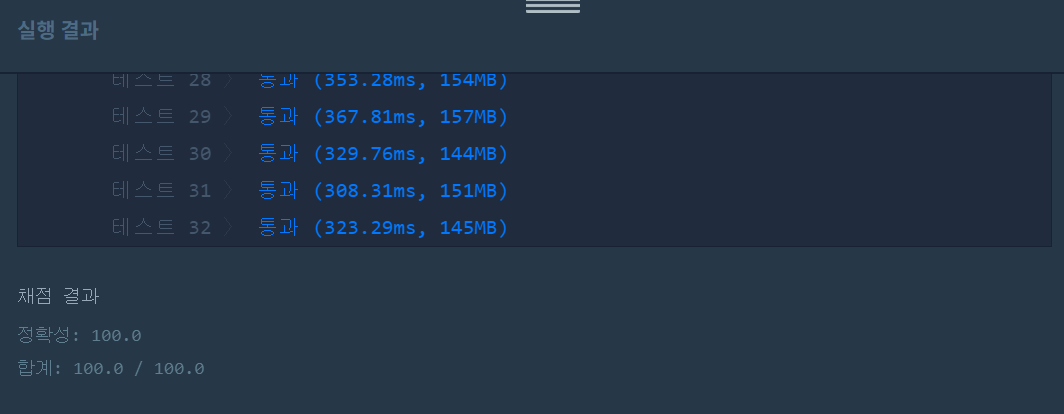 실행 결과
테스트 28 〉 통과 (353.28ms, 154MB)
테스트 29 〉 통과 (367.81ms, 157MB)
테스트 30 〉 통과 (329.76ms, 144MB)
테스트 31 〉 통과 (308.31ms, 151MB)
테스트 32 〉 통과 (323.29ms, 145MB)
채점 결과
정확성: 100.0
합계: 100.0 / 100.0